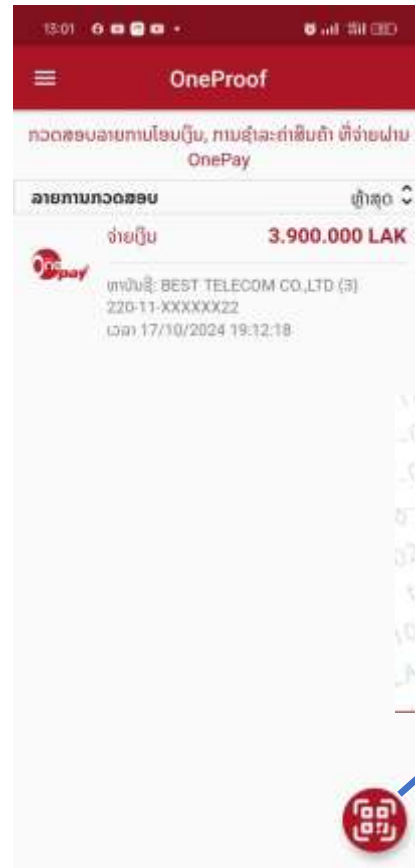 13:01
OneProof
ກວດສອບລາຍການໂອນເງິນ, ການຊຳລະຄ່າສິນຄ້າ ທີ່ຈ່າຍຜ່ານ
OnePay
ລາຍການກວດສອບ ຫຼ້າສຸດ
ຈ່າຍເງິນ 3.900.000 LAK
One pay
ຫາບັນຊີ: BEST TELECOM CO.,LTD (3)
220-11-XXXXXX22
ເວລາ 17/10/2024 19:12:18